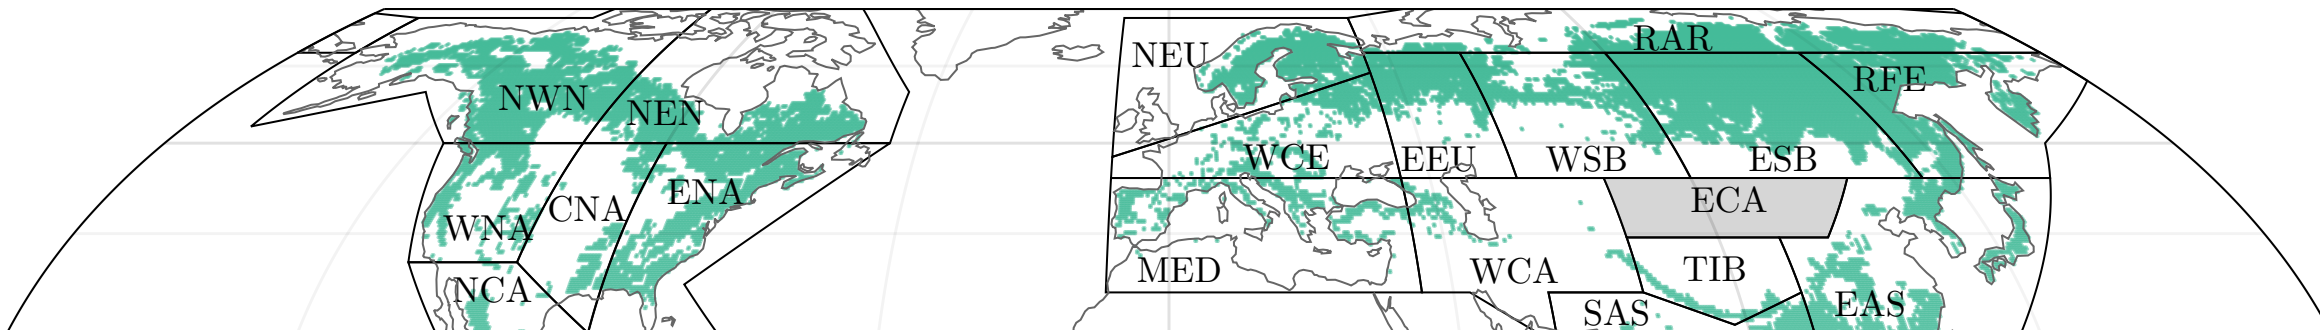 RAR
NEU
RFE
NWN
NEN
WCE
EEU
WSB
ESB
ENA
ECA
CNA
WNA
MED
WCA
TIB
NCA
EAS
SAS